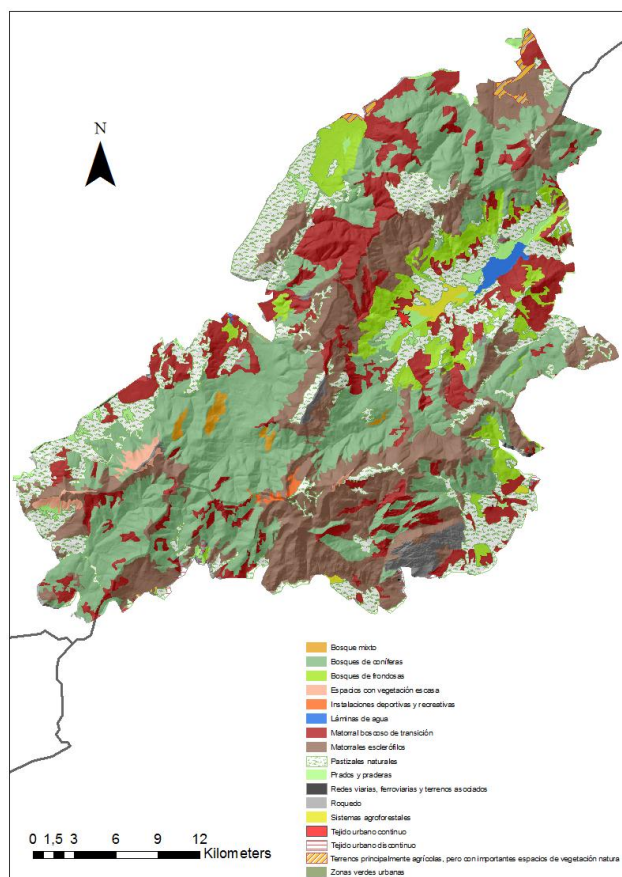 N
Bosque mixto
Bosques de coníferas
Bosques de frondosas
Espacios con vegetación escasa
Instalaciones deportivas y recreativas
Láminas de agua
Matorral boscoso de transición
Matorrales esclerófilos
Pastizales naturales
Prados y praderas
Redes viarias, ferroviarias y terrenos asociados
Roquedo
Sistemas agroforestales
Tejido urbano continuo
Tejido urbano discontinuo
Terrenos principalmente agrícolas, pero con importantes espacios de vegetación natura
Zonas verdes urbanas
0 1,5 3 6 9 12
Kilometers